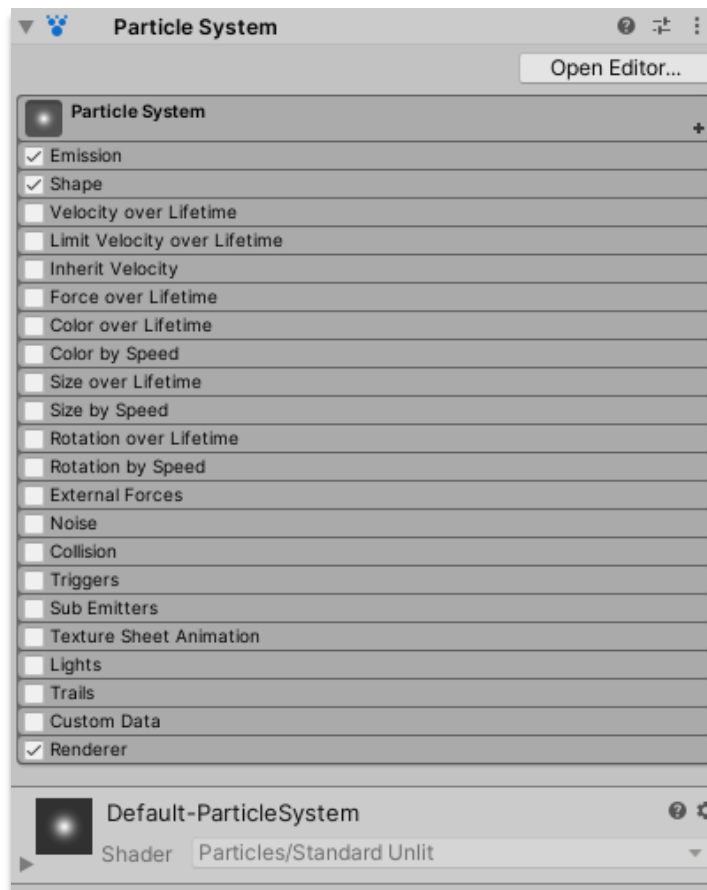 Particle System
Open Editor...
Particle System
Emission
Shape
Velocity over Lifetime
Limit Velocity over Lifetime
Inherit Velocity
Force over Lifetime
Color over Lifetime
Color by Speed
Size over Lifetime
Size by Speed
Rotation over Lifetime
Rotation by Speed
External Forces
Noise
Collision
Triggers
Sub Emitters
Texture Sheet Animation
Lights
Trails
Custom Data
Renderer
Default-ParticleSystem
Shader Particles/Standard Unlit